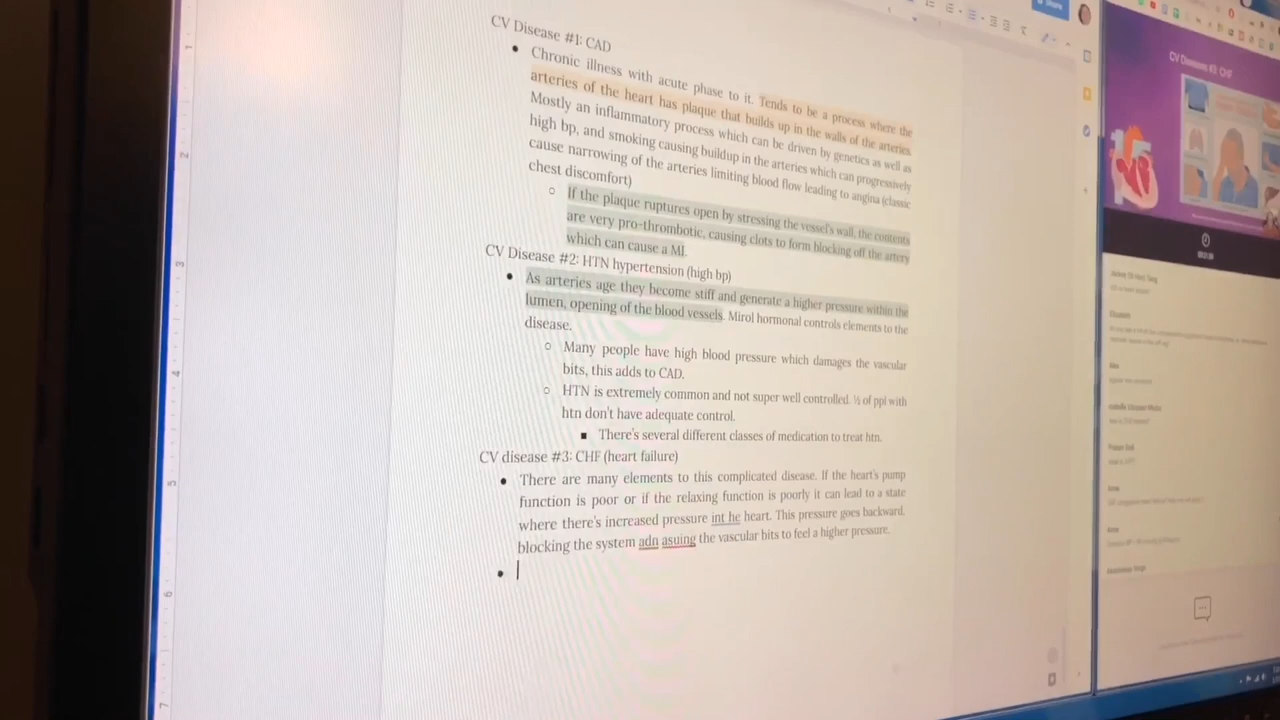 CV Disease #1: CAD
Chronic illness with acute phase to it. Tends to be a process where the
arteries of the heart has plaque that builds up in the walls of the arteries.
Mostly an inflammatory process which can be driven by genetics as well as
high bp, and smoking causing buildup in the arteries which can progressively
cause narrowing of the arteries limiting blood flow leading to angina (classic
chest discomfort)
If the plaque ruptures open by stressing the vessel's wall, the contents
are very pro-thrombotic, causing clots to form blocking off the artery
which can cause a MI.
CV Disease #2: HTN hypertension (high bp)
As arteries age they become stiff and generate a higher pressure within the
lumen, opening of the blood vessels. Mirol hormonal controls elements to the
disease.
Many people have high blood pressure which damages the vascular
bits, this adds to CAD.
HTN is extremely common and not super well controlled. ½ of ppl with
htn don't have adequate control.
There's several different classes of medication to treat htn.
CV disease #3: CHF (heart failure)
There are many elements to this complicated disease. If the heart's pump
function is poor or if the relaxing function is poorly it can lead to a state
where there's increased pressure int he heart. This pressure goes backward,
blocking the system adn asuing the vascular bits to feel a higher pressure.
Share
CV Diseases #3: CHF
1
2
3
4
5
6
7